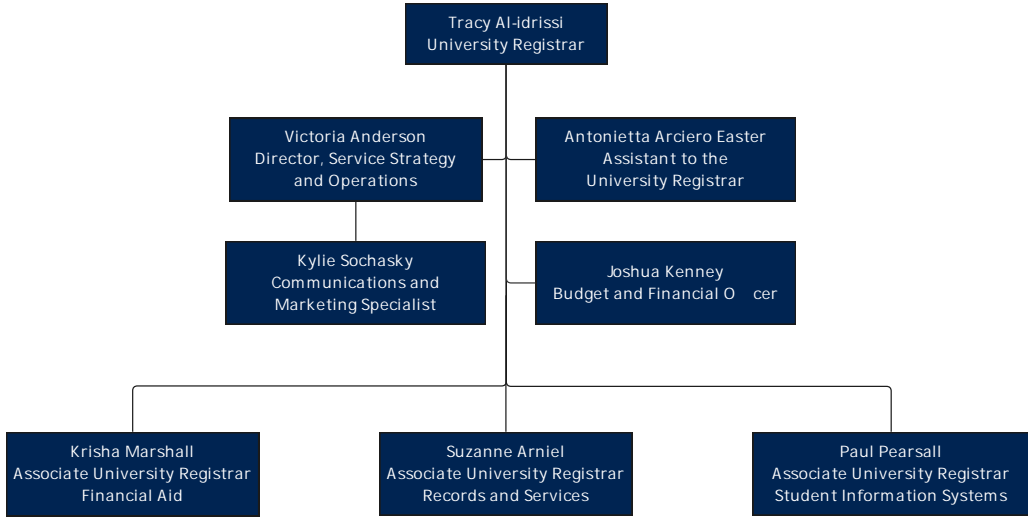 Tracy Al-idrissi
University Registrar
Victoria Anderson
Director, Service Strategy
and Operations
Antonietta Arciero Easter
Assistant to the
University Registrar
Kylie Sochasky
Communications and
Marketing Specialist
Joshua Kenney
Budget and Financial O cer
Krisha Marshall
Associate University Registrar
Financial Aid
Suzanne Arniel
Associate University Registrar
Records and Services
Paul Pearsall
Associate University Registrar
Student Information Systems